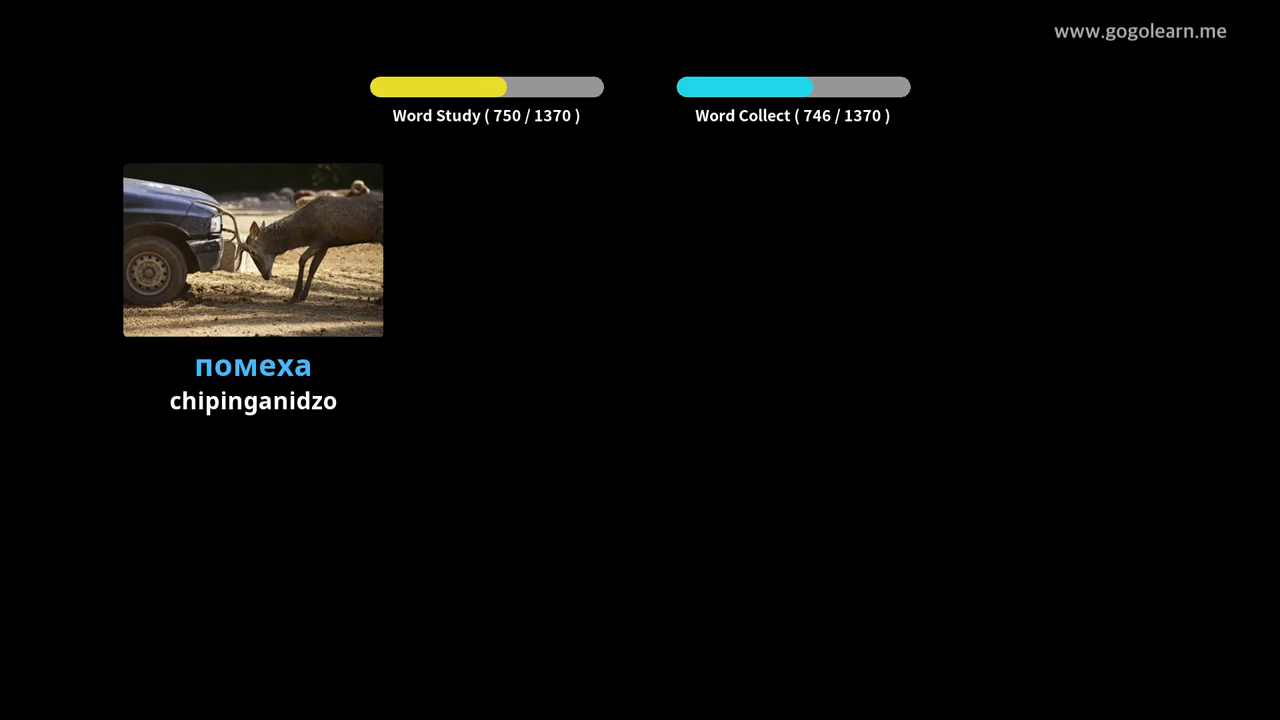 www.gogolearn.me
Word Study ( 750 / 1370 )
Word Collect ( 746 / 1370 )
помеха
chipinganidzo